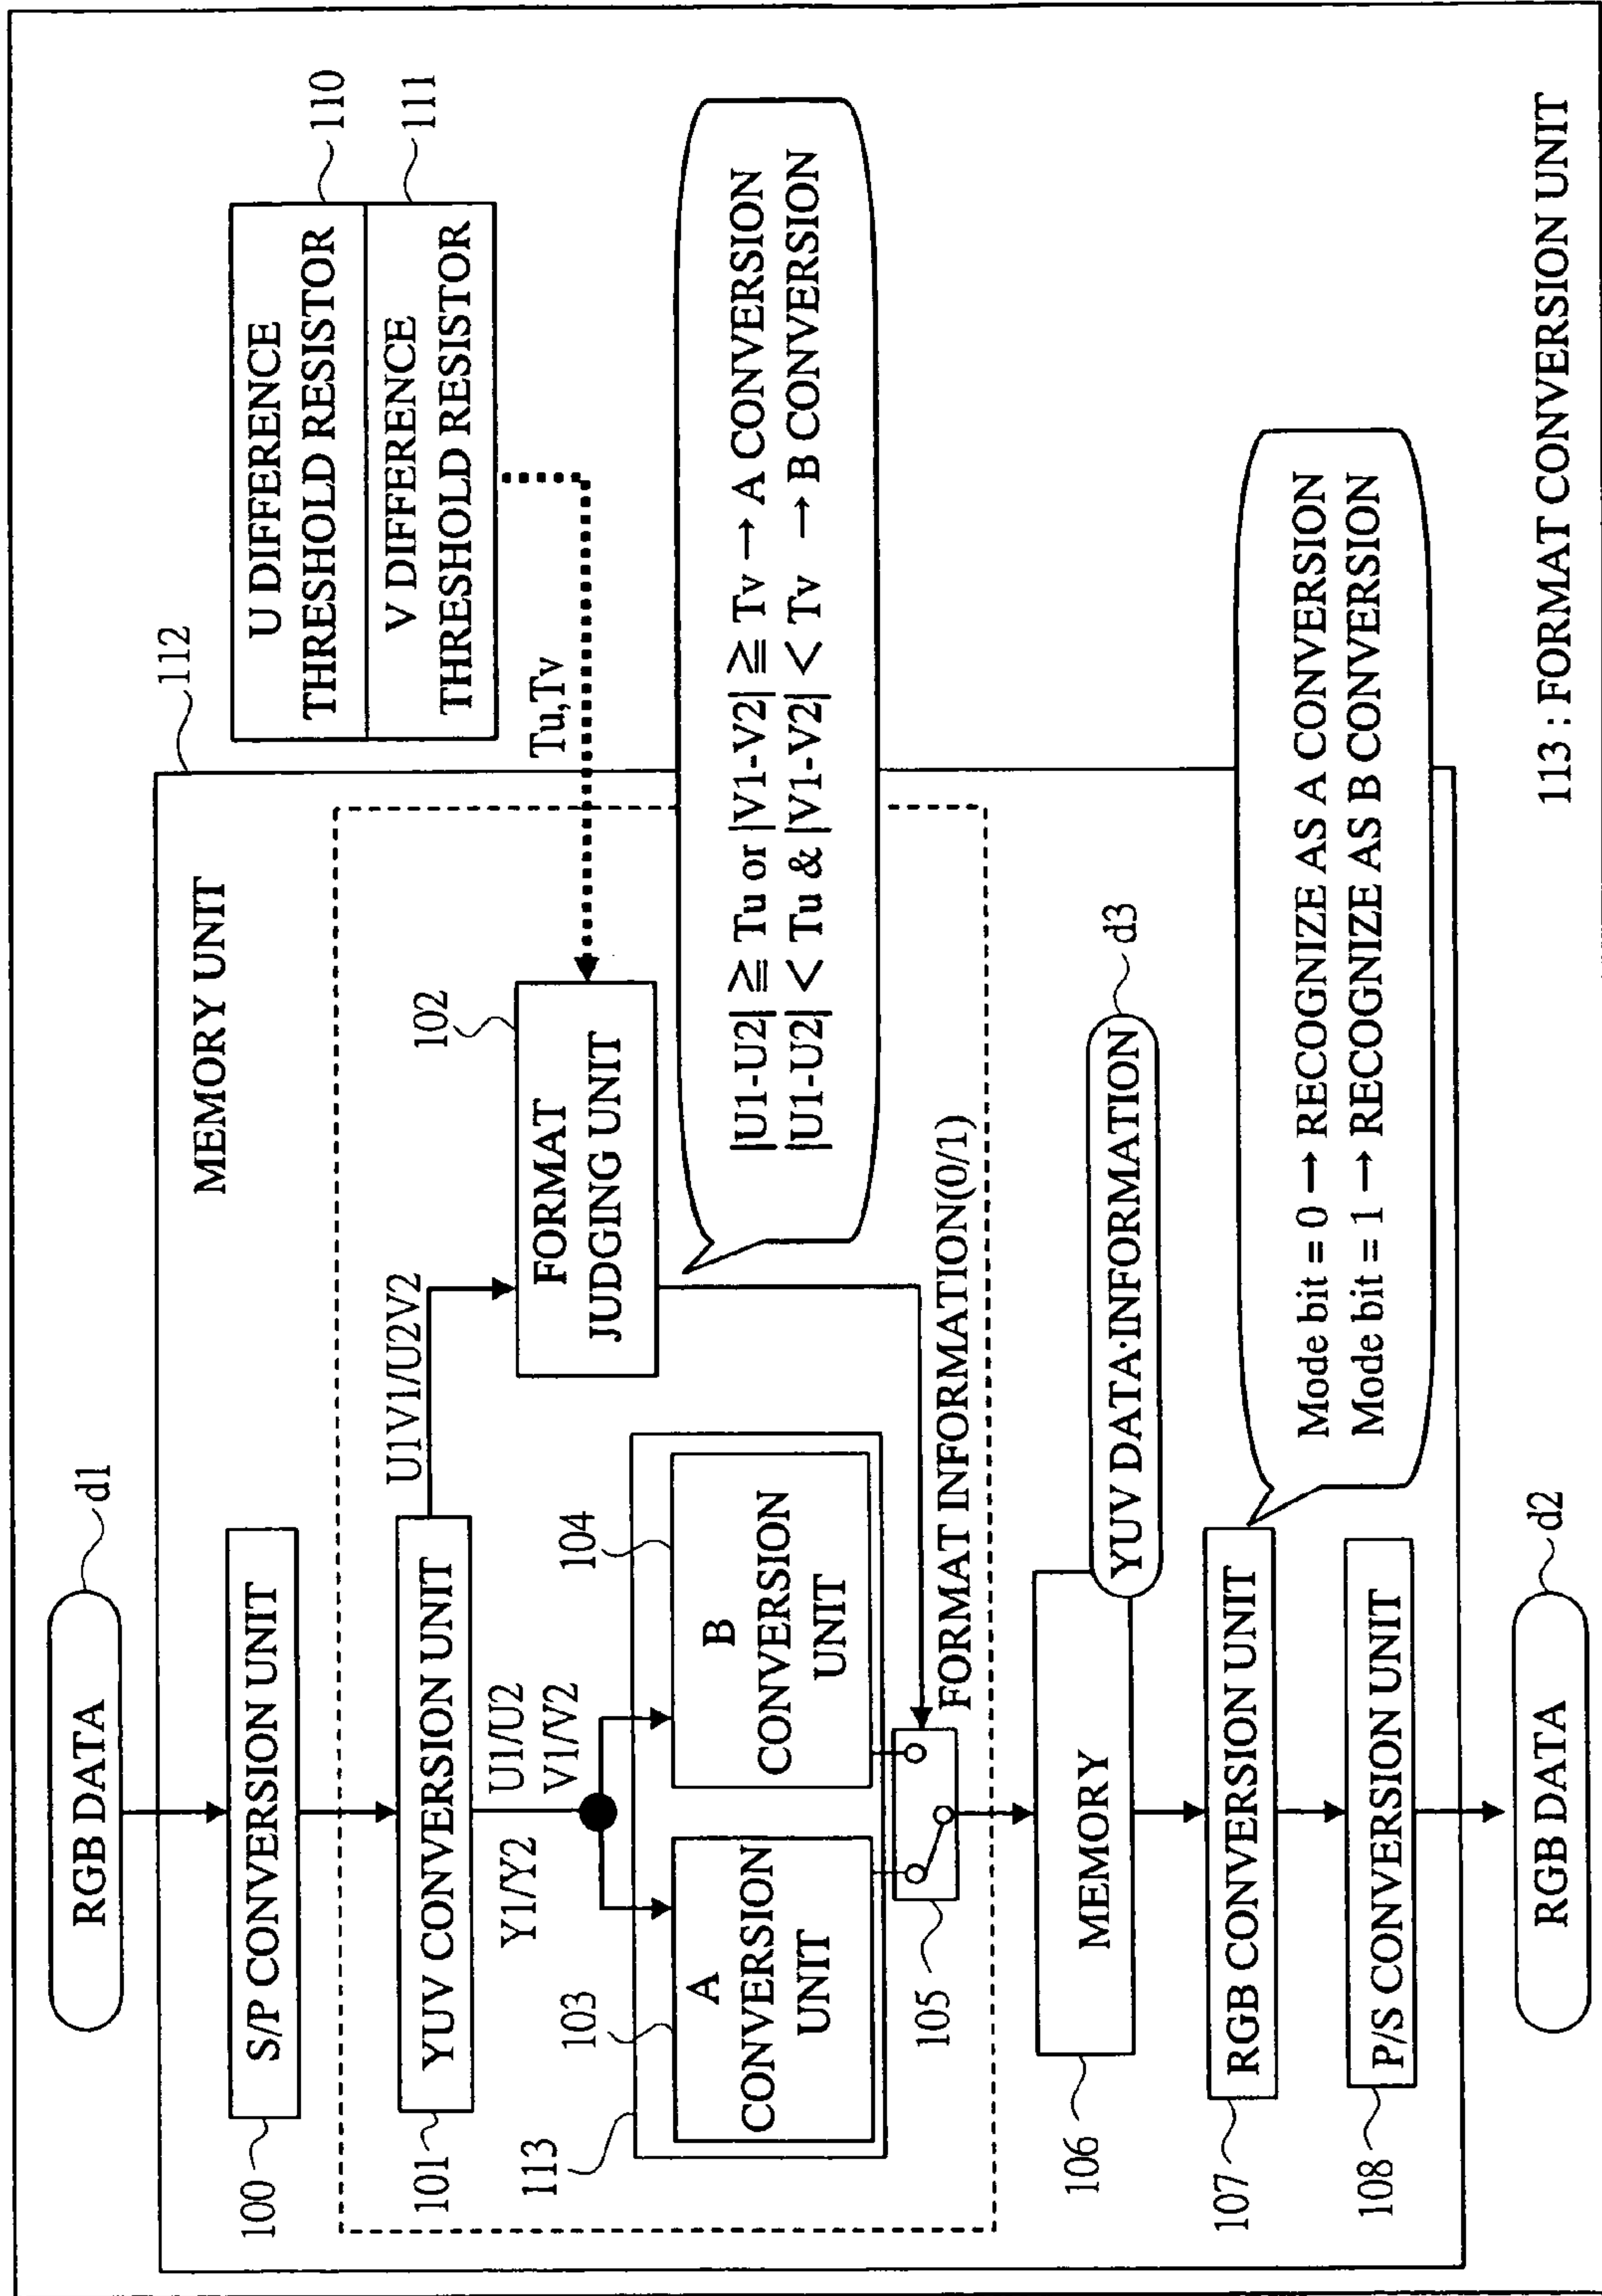 RGB DATA
d1
112
MEMORY UNIT
100
S/P CONVERSION UNIT
U DIFFERENCE
THRESHOLD RESISTOR
110
V DIFFERENCE
THRESHOLD RESISTOR
111
101
YUV CONVERSION UNIT
U1V1/U2V2
102
FORMAT
JUDGING UNIT
Tu,Tv
Y1/Y2
U1/U2
V1/V2
113
103
A
CONVERSION
UNIT
104
B
CONVERSION
UNIT
|U1-U2| ≧ Tu or |V1-V2| ≧ Tv → A CONVERSION
|U1-U2| < Tu & |V1-V2| < Tv → B CONVERSION
105
FORMAT INFORMATION(0/1)
106
MEMORY
YUV DATA·INFORMATION
d3
107
RGB CONVERSION UNIT
Mode bit = 0 → RECOGNIZE AS A CONVERSION
Mode bit = 1 → RECOGNIZE AS B CONVERSION
108
P/S CONVERSION UNIT
RGB DATA
d2
113 : FORMAT CONVERSION UNIT